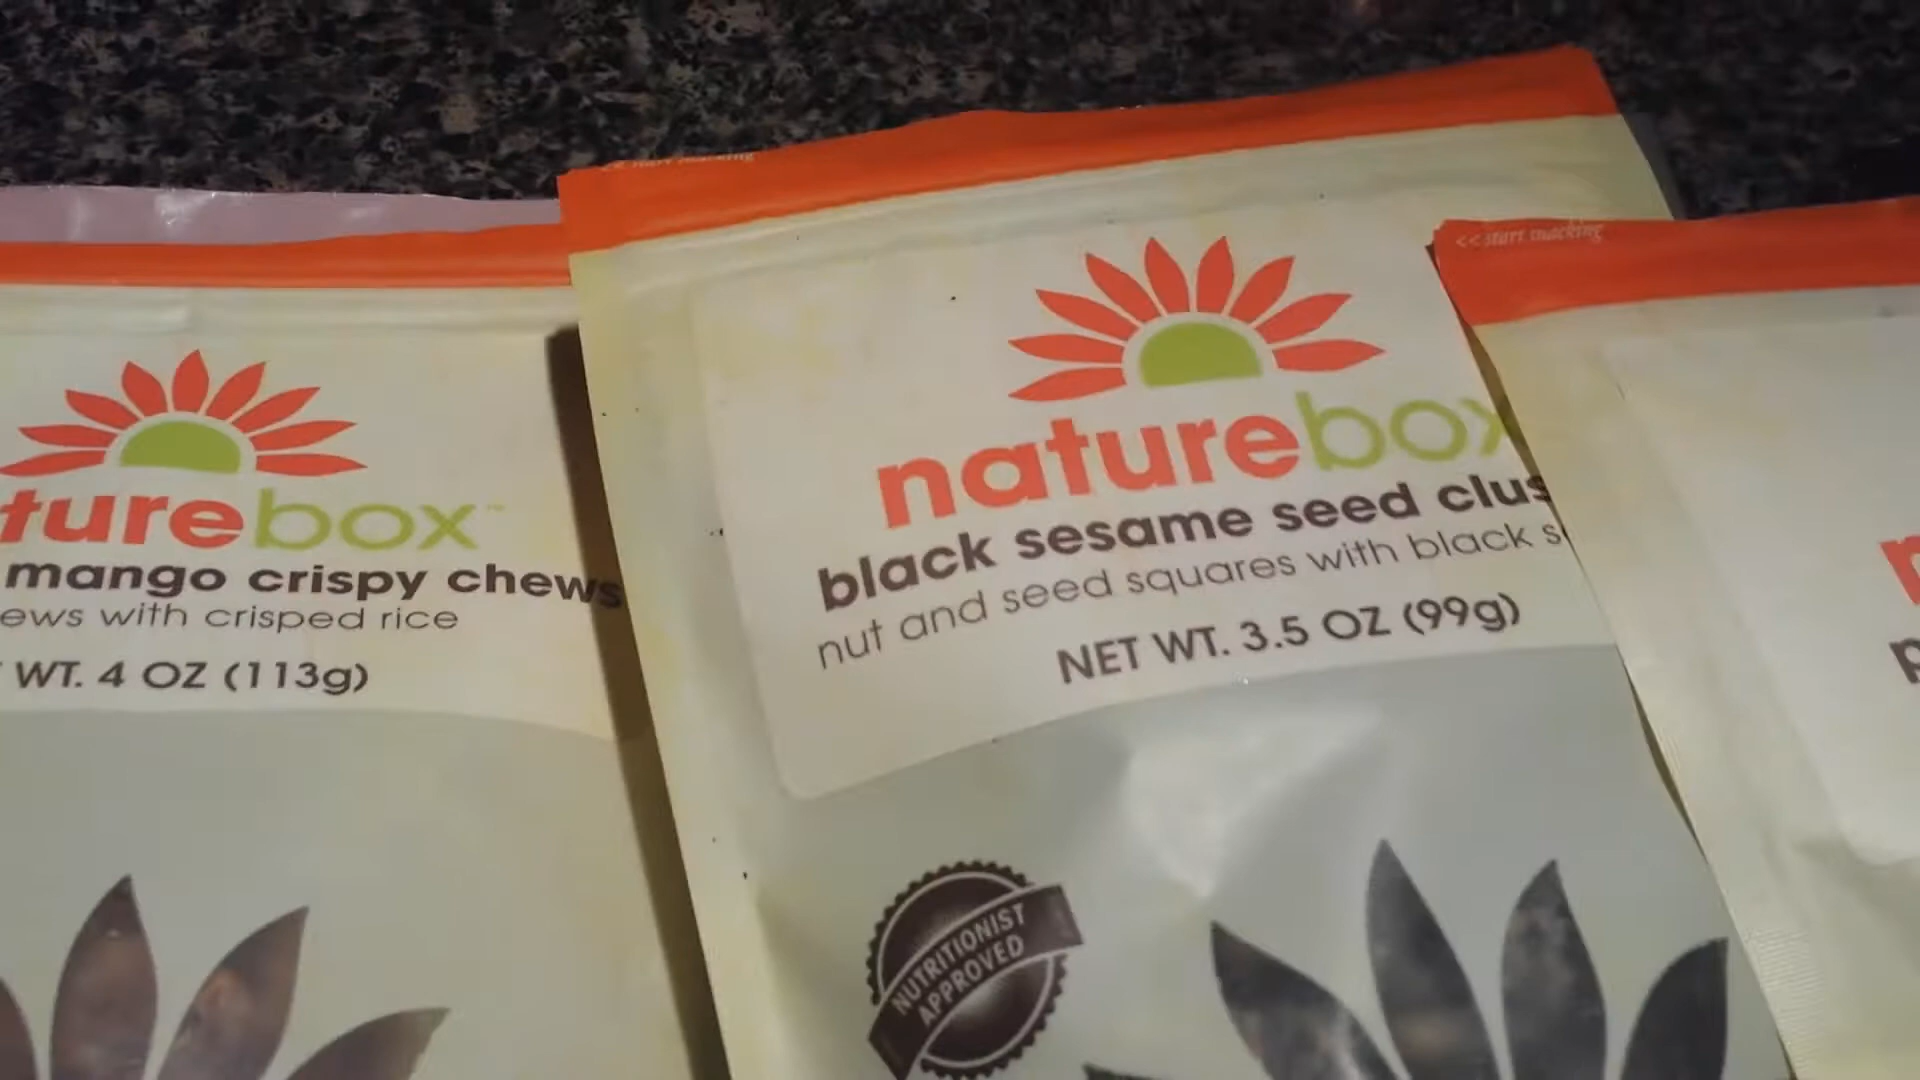 turebox
mango crispy chews
ews with crisped rice
WT. 4 OZ (113g)
start snacking
naturebox
black sesame seed clus
nut and seed squares with black s
NET WT. 3.5 OZ (99g)
NUTRITIONIST
APPROVED
<< start snacking
n
p